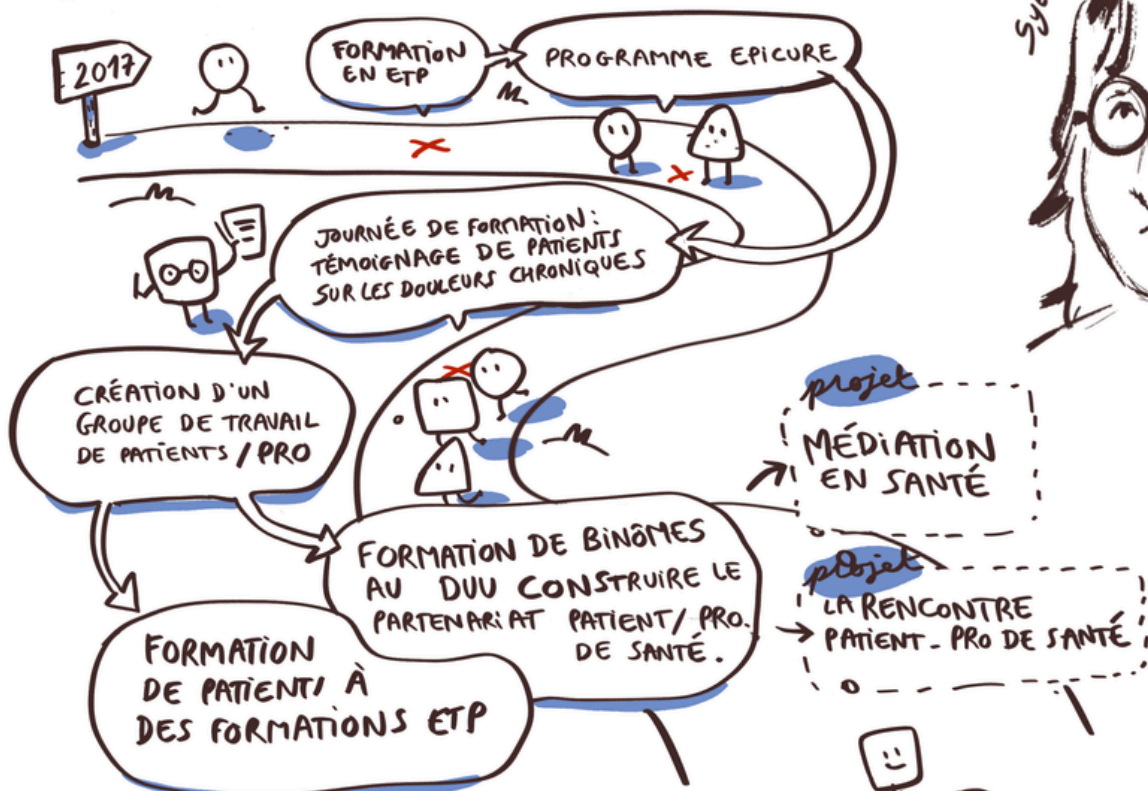 2017
FORMATION
EN ETP
PROGRAMME EPICURE
JOURNÉE DE FORMATION :
TÉMOIGNAGE DE PATIENTS
SUR LES DOULEURS CHRONIQUES
CRÉATION D'UN
GROUPE DE TRAVAIL
DE PATIENTS / PRO
FORMATION DE BINÔMES
AU DUU CONSTRUIRE LE
PARTENARIAT PATIENT / PRO.
DE SANTÉ.
FORMATION
DE PATIENTS À
DES FORMATIONS ETP
projet
MÉDIATION
EN SANTÉ
projet
LA RENCONTRE
PATIENT - PRO DE SANTÉ